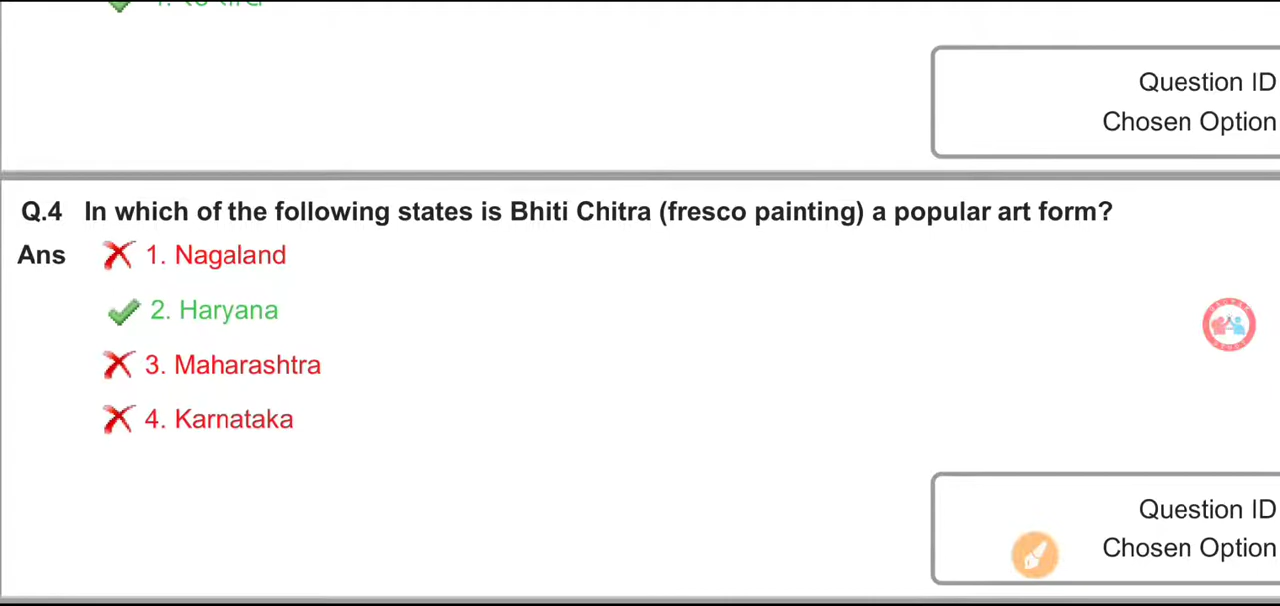 Question ID
Chosen Option
Q.4 In which of the following states is Bhiti Chitra (fresco painting) a popular art form?
Ans 1. Nagaland
2. Haryana
3. Maharashtra
4. Karnataka
Question ID
Chosen Option